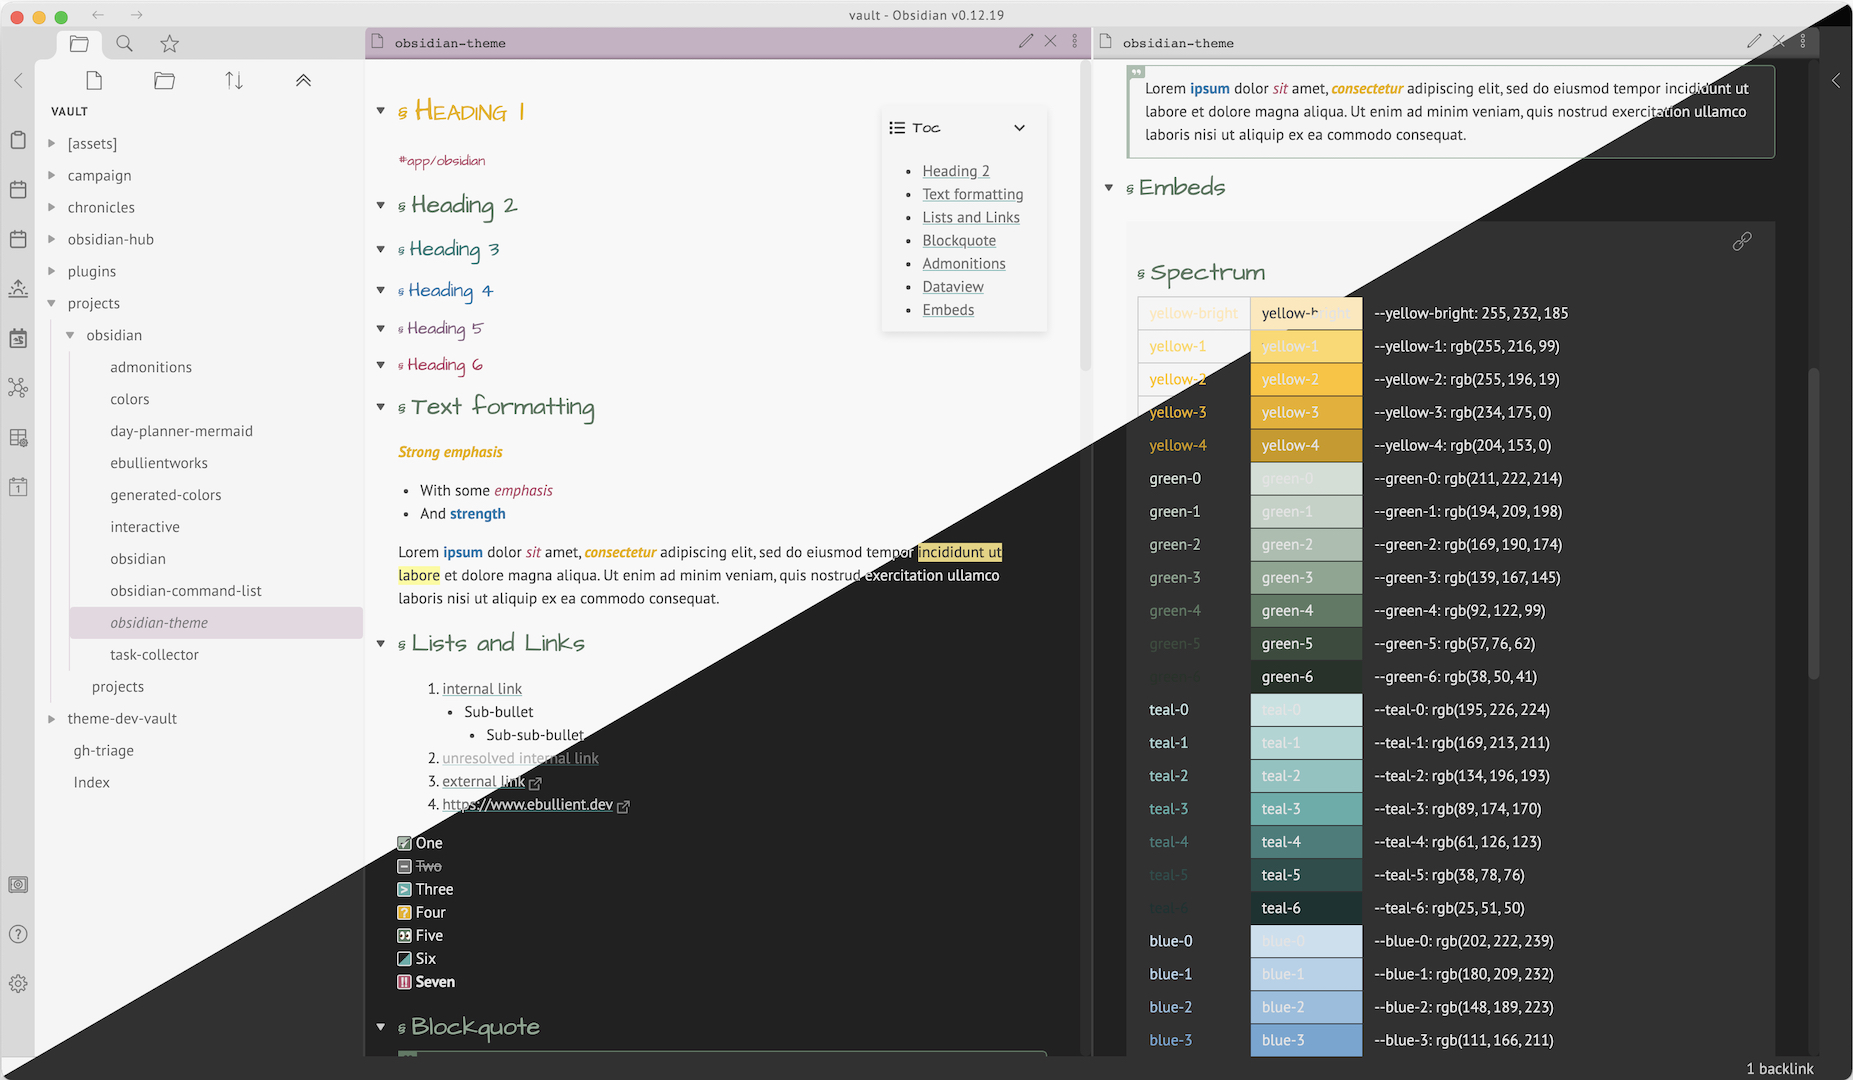 vault - Obsidian v0.12.19
VAULT
[assets]
campaign
chronicles
obsidian-hub
plugins
projects
obsidian
admonitions
colors
day-planner-mermaid
ebullientworks
generated-colors
interactive
obsidian
obsidian-command-list
obsidian-theme
task-collector
projects
theme-dev-vault
gh-triage
Index
1
obsidian-theme
§ Heading 1
#app/obsidian
§ Heading 2
§ Heading 3
§ Heading 4
§ Heading 5
§ Heading 6
§ Text formatting
Strong emphasis
• With some emphasis
• And strength
Lorem ipsum dolor sit amet, consectetur adipiscing elit, sed do eiusmod tempor incididunt ut
labore et dolore magna aliqua. Ut enim ad minim veniam, quis nostrud exercitation ullamco
laboris nisi ut aliquip ex ea commodo consequat.
§ Lists and Links
1. internal link
• Sub-bullet
• Sub-sub-bullet
2. unresolved internal link
3. external link
4. https://www.ebullient.dev
One
Two
Three
Four
Five
Six
Seven
§ Blockquote
Toc
• Heading 2
• Text formatting
• Lists and Links
• Blockquote
• Admonitions
• Dataview
• Embeds
obsidian-theme
Lorem ipsum dolor sit amet, consectetur adipiscing elit, sed do eiusmod tempor incididunt ut
labore et dolore magna aliqua. Ut enim ad minim veniam, quis nostrud exercitation ullamco
laboris nisi ut aliquip ex ea commodo consequat.
§ Embeds
§ Spectrum
yellow-bright yellow-bright --yellow-bright: 255, 232, 185
yellow-1 yellow-1 --yellow-1: rgb(255, 216, 99)
yellow-2 yellow-2 --yellow-2: rgb(255, 196, 19)
yellow-3 yellow-3 --yellow-3: rgb(234, 175, 0)
yellow-4 yellow-4 --yellow-4: rgb(204, 153, 0)
green-0 green-0 --green-0: rgb(211, 222, 214)
green-1 green-1 --green-1: rgb(194, 209, 198)
green-2 green-2 --green-2: rgb(169, 190, 174)
green-3 green-3 --green-3: rgb(139, 167, 145)
green-4 green-4 --green-4: rgb(92, 122, 99)
green-5 green-5 --green-5: rgb(57, 76, 62)
green-6 green-6 --green-6: rgb(38, 50, 41)
teal-0 teal-0 --teal-0: rgb(195, 226, 224)
teal-1 teal-1 --teal-1: rgb(169, 213, 211)
teal-2 teal-2 --teal-2: rgb(134, 196, 193)
teal-3 teal-3 --teal-3: rgb(89, 174, 170)
teal-4 teal-4 --teal-4: rgb(61, 126, 123)
teal-5 teal-5 --teal-5: rgb(38, 78, 76)
teal-6 teal-6 --teal-6: rgb(25, 51, 50)
blue-0 blue-0 --blue-0: rgb(202, 222, 239)
blue-1 blue-1 --blue-1: rgb(180, 209, 232)
blue-2 blue-2 --blue-2: rgb(148, 189, 223)
blue-3 blue-3 --blue-3: rgb(111, 166, 211)
1 backlink